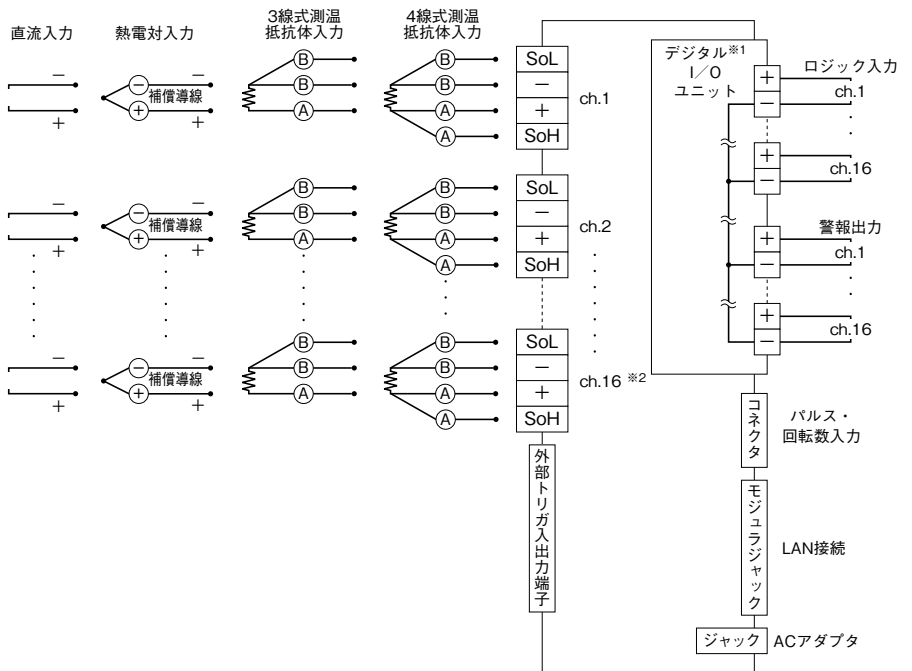 直流入力
熱電対入力
3線式測温
抵抗体入力
4線式測温
抵抗体入力
− − − B B SoL
補償導線 B B −
+ + + A A + ch.1
A SoH
− − − B B SoL
補償導線 B B −
+ + + A A + ch.2
A SoH
− − − B B SoL
補償導線 B B −
+ + + A A + ch.16 ※2
A SoH
外部トリガ入出力端子
デジタル※1
I/O
ユニット
ロジック入力
+
− ch.1
+
− ch.16
警報出力
+
− ch.1
+
− ch.16
コネクタ
パルス・
回転数入力
モジュラジャック
LAN接続
ジャック ACアダプタ